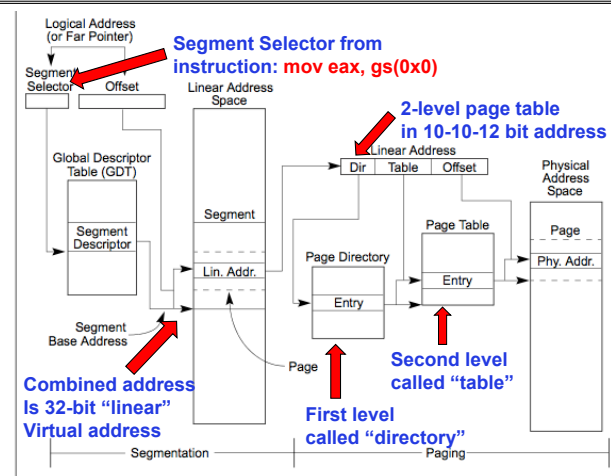 Logical Address
(or Far Pointer)
Segment Selector from
instruction: mov eax, gs(0x0)
Segment
Selector
Offset
Linear Address
Space
2-level page table
in 10-10-12 bit address
Linear Address
Dir
Table
Offset
Physical
Address
Space
Global Descriptor
Table (GDT)
Segment
Descriptor
Segment
Lin. Addr.
Page Directory
Entry
Page Table
Entry
Page
Phy. Addr.
Segment
Base Address
Page
Combined address
Is 32-bit “linear”
Virtual address
First level
called “directory”
Second level
called “table”
Segmentation
Paging